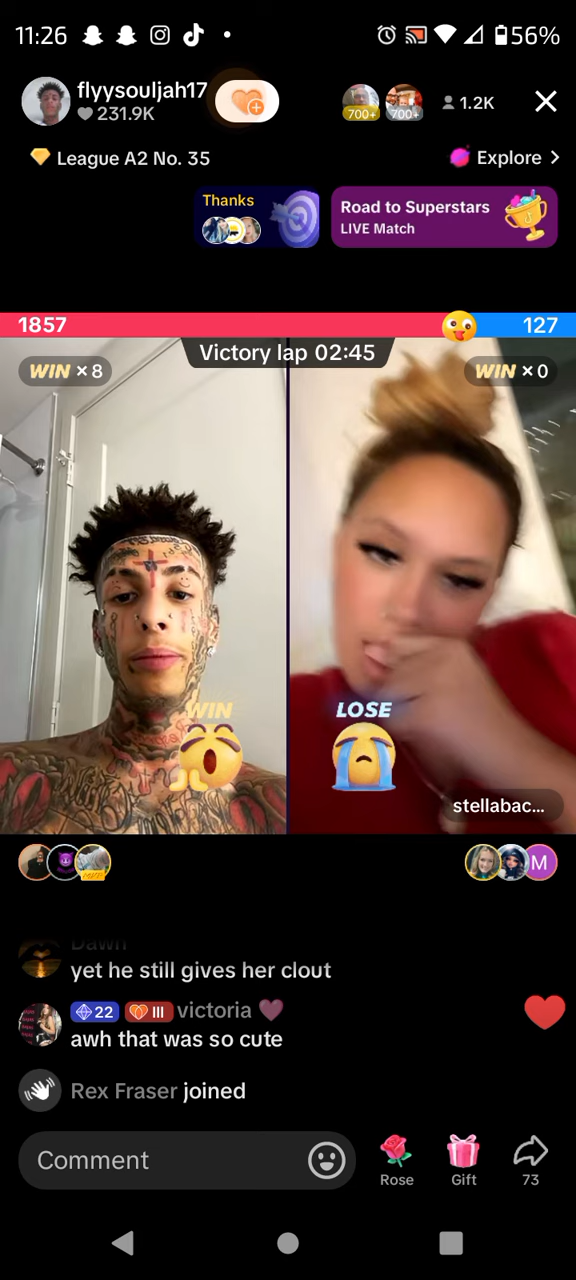 11:26
56%
flyysouljah17
231.9K
700+
700+
1.2K
League A2 No. 35
Explore
Thanks
Road to Superstars
LIVE Match
1857
127
Victory lap 02:45
WIN ×8
WIN ×0
WIN
LOSE
stellabac...
M
Dawn
yet he still gives her clout
22
III
victoria
awh that was so cute
Rex Fraser joined
Comment
Rose
Gift
73